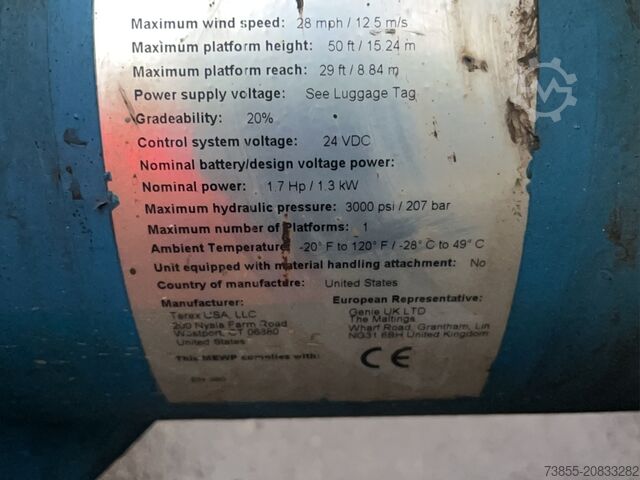 Maximum wind speed: 28 mph / 12.5 m/s
Maximum platform height: 50 ft / 15.24 m
Maximum platform reach: 29 ft / 8.84 m
Power supply voltage: See Luggage Tag
Gradeability: 20%
Control system voltage: 24 VDC
Nominal battery/design voltage power:
Nominal power: 1.7 Hp / 1.3 kW
Maximum hydraulic pressure: 3000 psi / 207 bar
Maximum number of Platforms: 1
Ambient Temperature: -20° F to 120° F / -28° C to 49° C
Unit equipped with material handling attachment: No
Country of manufacture: United States
Manufacturer: European Representative:
Terex USA, LLC Genie UK LTD
200 Nyala Farm Road The Maltings
Westport, CT 06880 Wharf Road, Grantham, Lin
United States NG31 6BH United Kingdom
This MEWP complies with: CE
73855-20833282